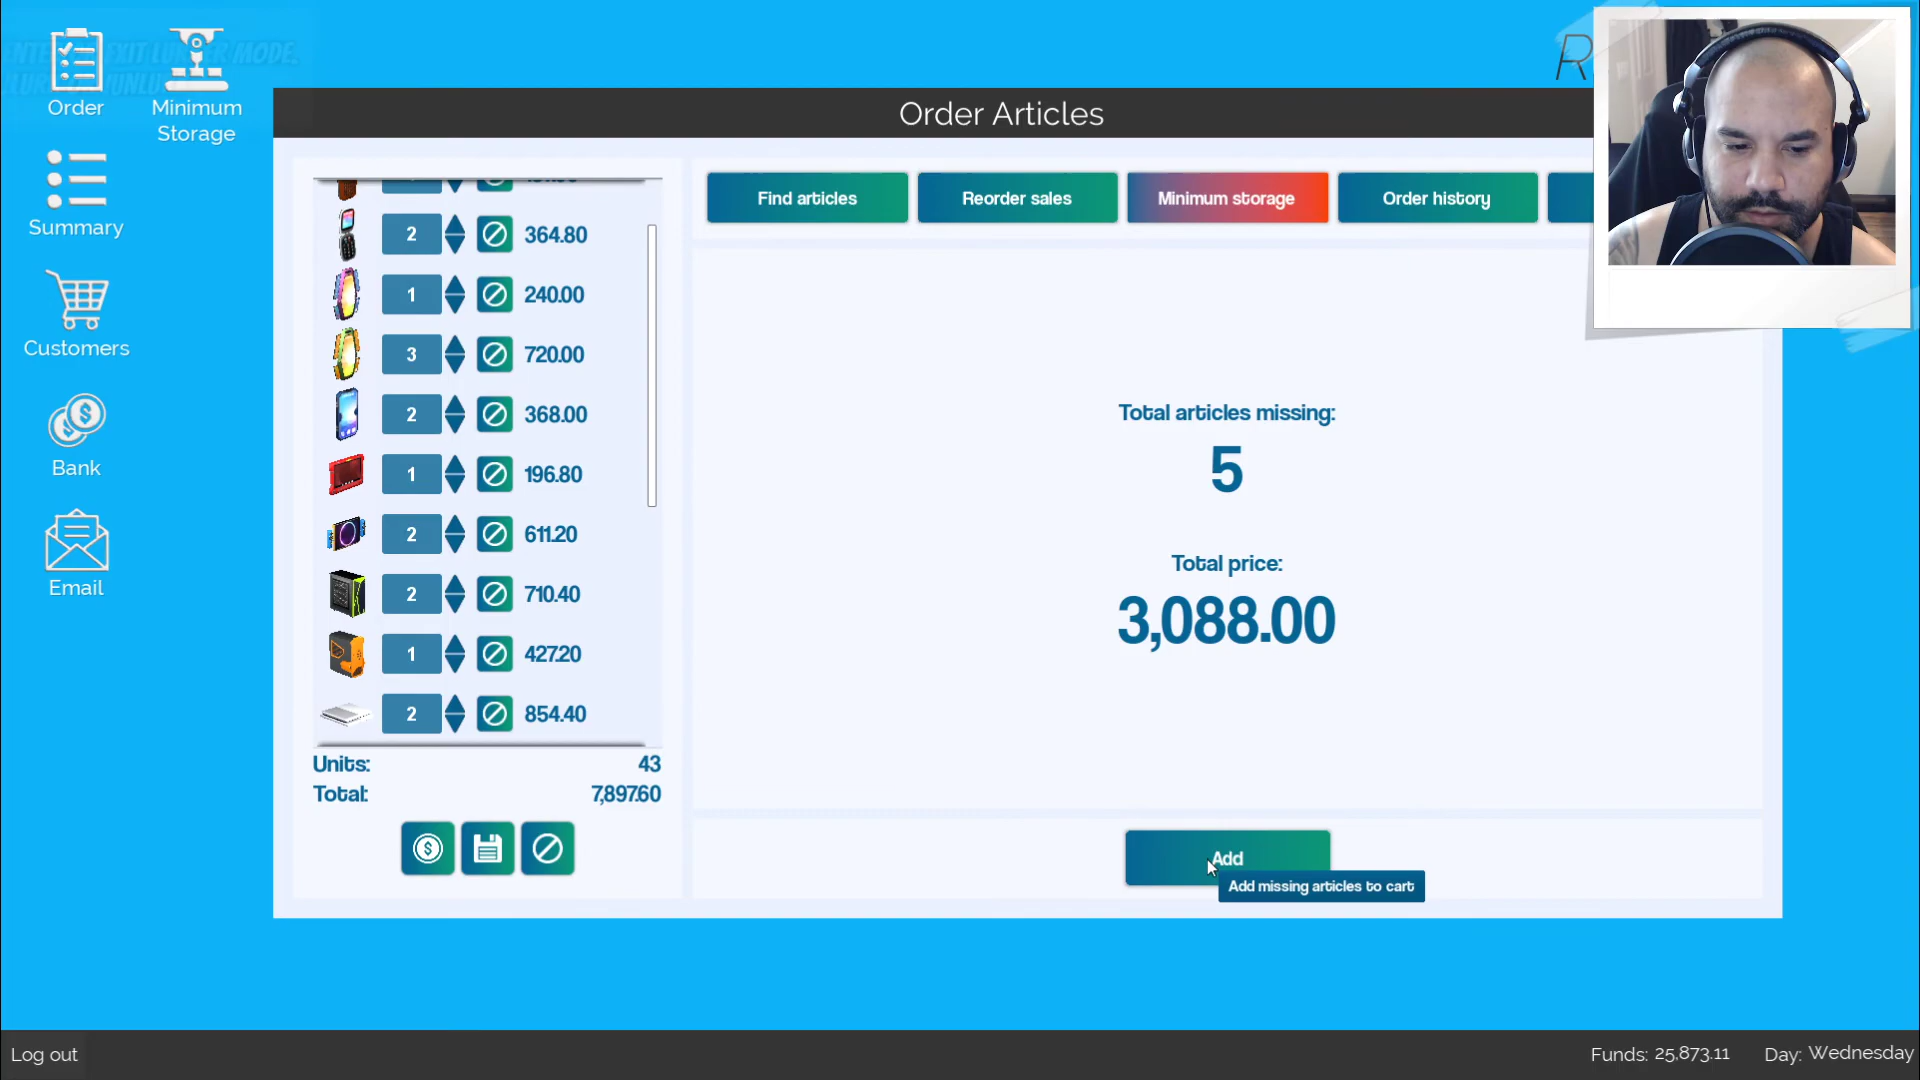 Order
Minimum
Storage
Summary
Customers
Bank
Email
Order Articles
Find articles
Reorder sales
Minimum storage
Order history
2 364.80
1 240.00
3 720.00
2 368.00
1 196.80
2 611.20
2 710.40
1 427.20
2 854.40
Units: 43
Total: 7,897.60
Total articles missing:
5
Total price:
3,088.00
Add
Add missing articles to cart
Log out
Funds: 25,873.11
Day: Wednesday